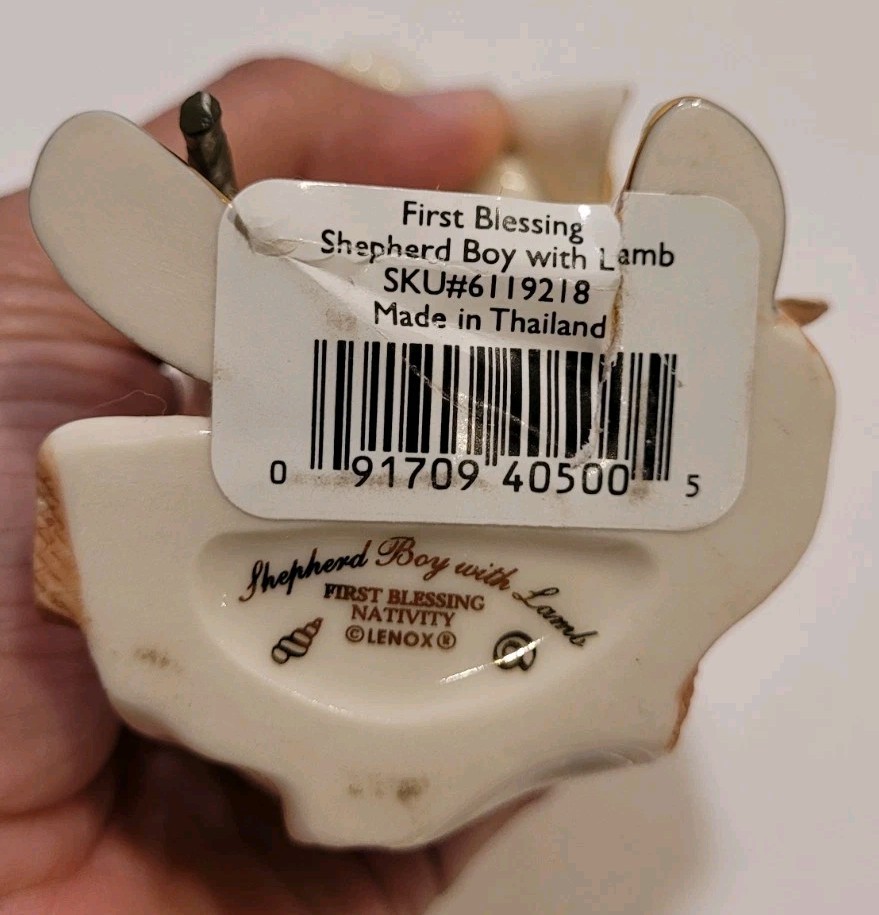 First Blessing
Shepherd Boy with Lamb
SKU#6119218
Made in Thailand
0 91709 40500 5
Shepherd Boy with Lamb
FIRST BLESSING
NATIVITY
©LENOX®